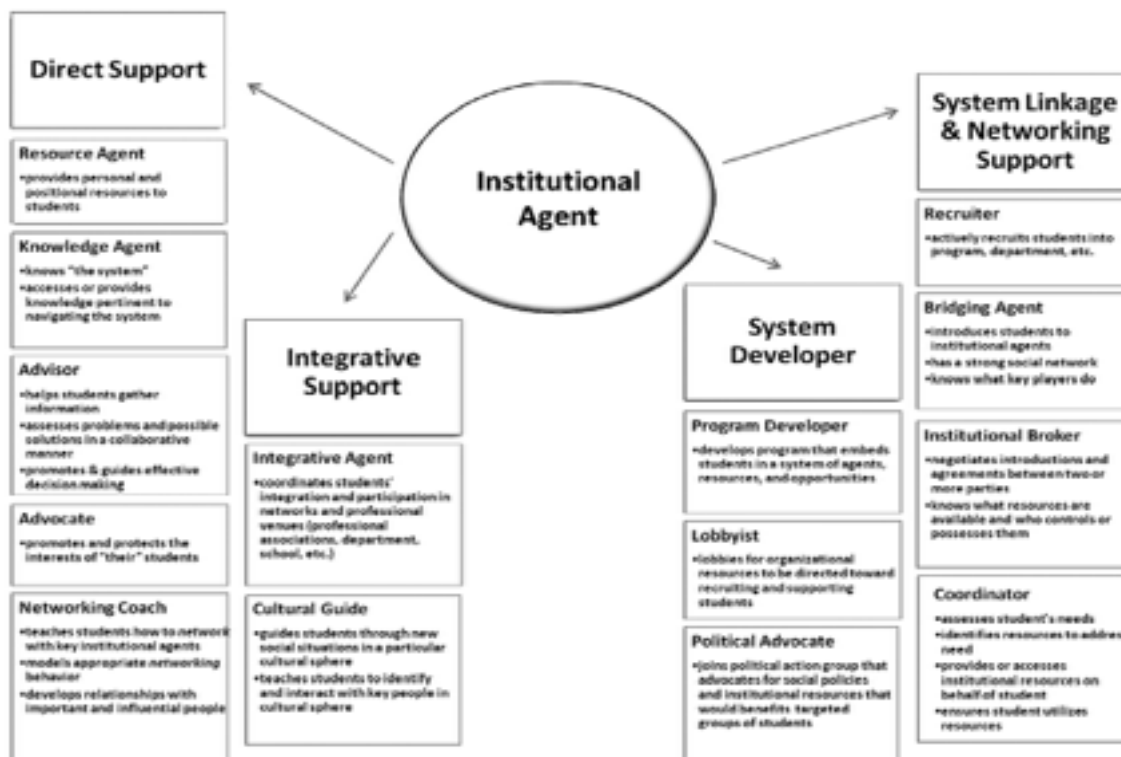 Direct Support
Resource Agent
•provides personal and
positional resources to
students
Knowledge Agent
•knows "the system"
•accesses or provides
knowledge pertinent to
navigating the system
Advisor
•helps students gather
information
•assesses problems and possible
solutions in a collaborative
manner
•promotes & guides effective
decision making
Advocate
•promotes and protects the
interests of "their" students
Networking Coach
•teaches students how to network
with key institutional agents
•models appropriate networking
behavior
•develops relationships with
important and influential people
Institutional
Agent
Integrative
Support
Integrative Agent
•coordinates students'
integration and participation in
networks and professional
venues (professional
associations, department,
school, etc.)
Cultural Guide
•guides students through new
social situations in a particular
cultural sphere
•teaches students to identify
and interact with key people in
cultural sphere
System
Developer
Program Developer
•develops program that embeds
students in a system of agents,
resources, and opportunities
Lobbyist
•lobbies for organizational
resources to be directed toward
recruiting and supporting
students
Political Advocate
•joins political action group that
advocates for social policies
and institutional resources that
would benefits targeted
groups of students
System Linkage
& Networking
Support
Recruiter
•actively recruits students into
program, department, etc.
Bridging Agent
•introduces students to
institutional agents
•has a strong social network
•knows what key players do
Institutional Broker
•negotiates introductions and
agreements between two or
more parties
•knows what resources are
available and who controls or
possesses them
Coordinator
•assesses student's needs
•identifies resources to address
need
•provides or accesses
institutional resources on
behalf of student
•ensures student utilizes
resources